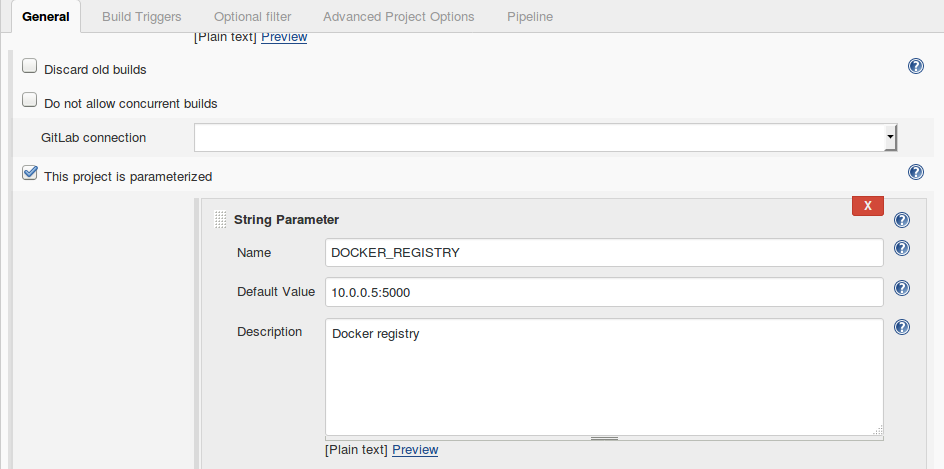 General Build Triggers Optional filter Advanced Project Options Pipeline
[Plain text] Preview
Discard old builds ?
Do not allow concurrent builds
GitLab connection
This project is parameterized ?
X
String Parameter ?
Name DOCKER_REGISTRY ?
Default Value 10.0.0.5:5000 ?
Description Docker registry ?
[Plain text] Preview